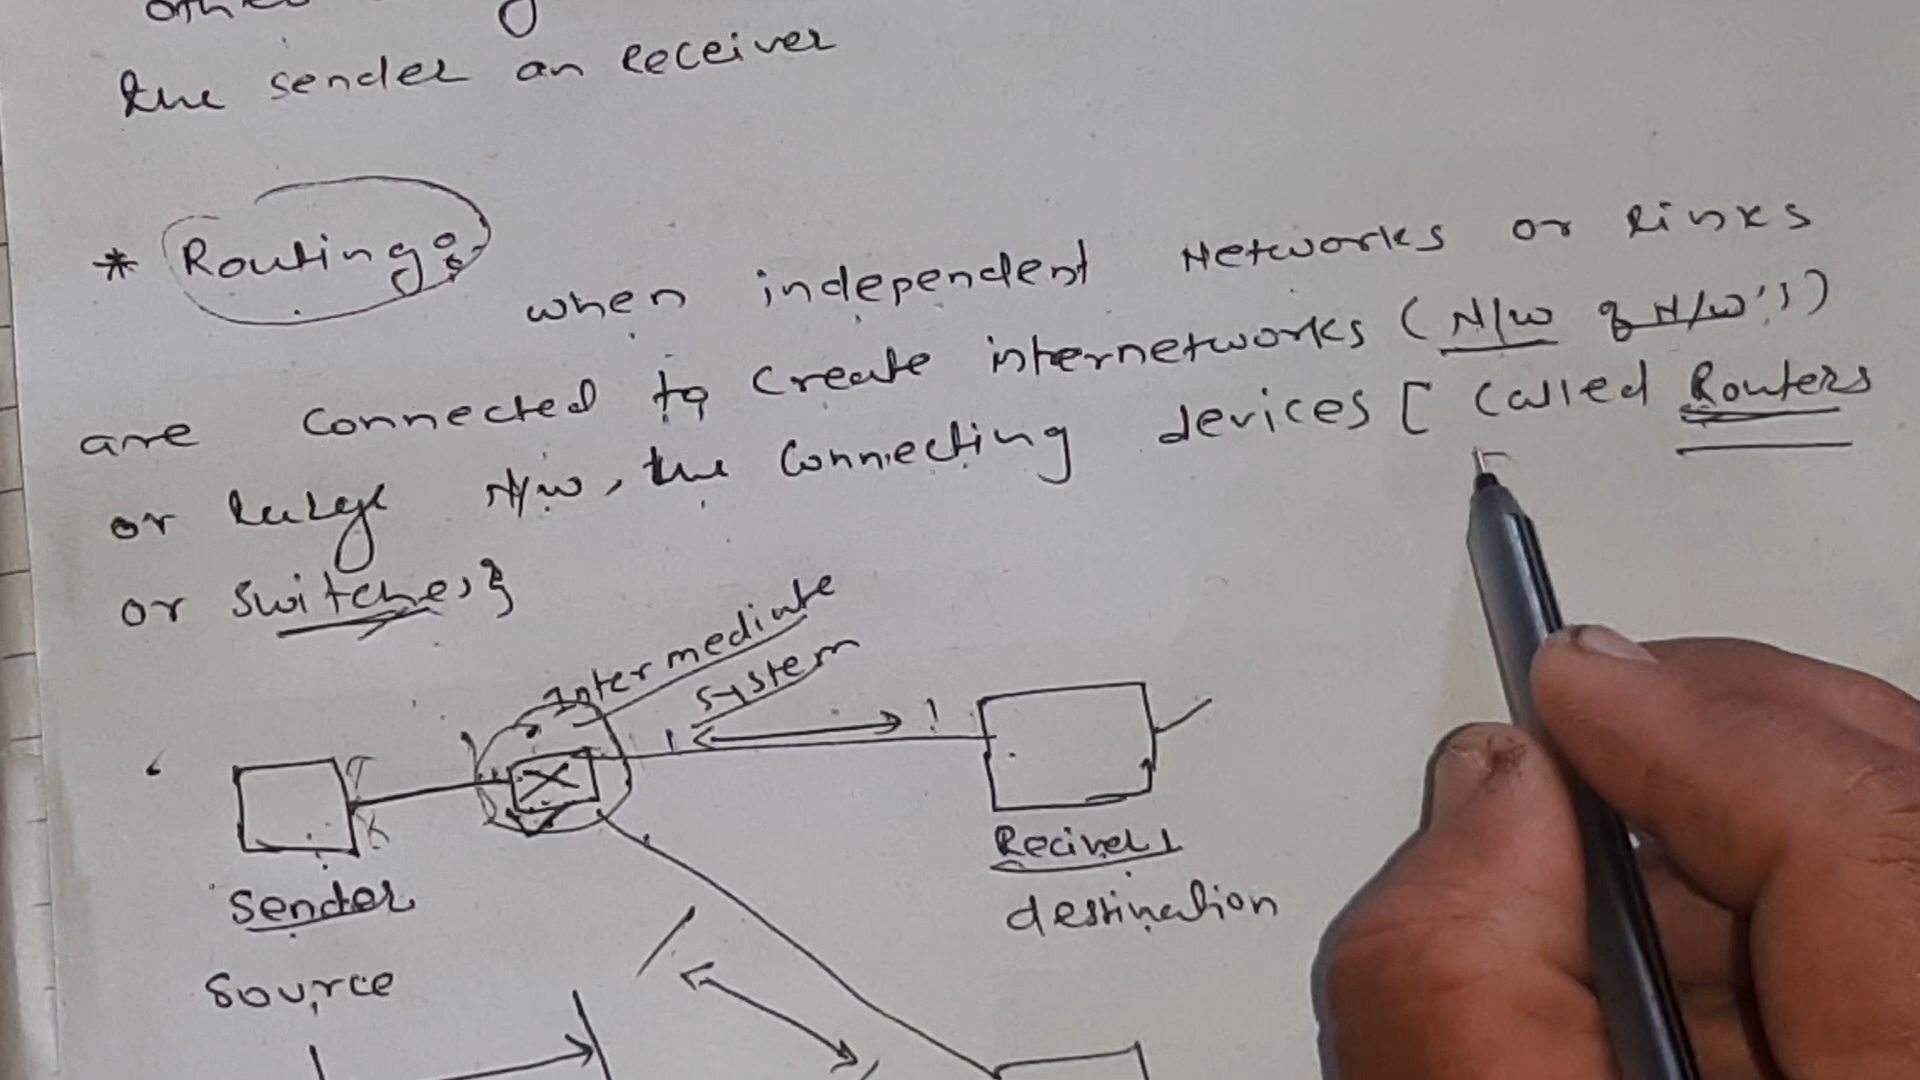 the sender an receiver
* Routing:
when independent Networks or links
are connected to create internetworks (N/w of N/w's)
or large N/w, the connecting devices [ called Routers
or switches}
Intermediate
system
Sender
Source
Reciver 1
destination